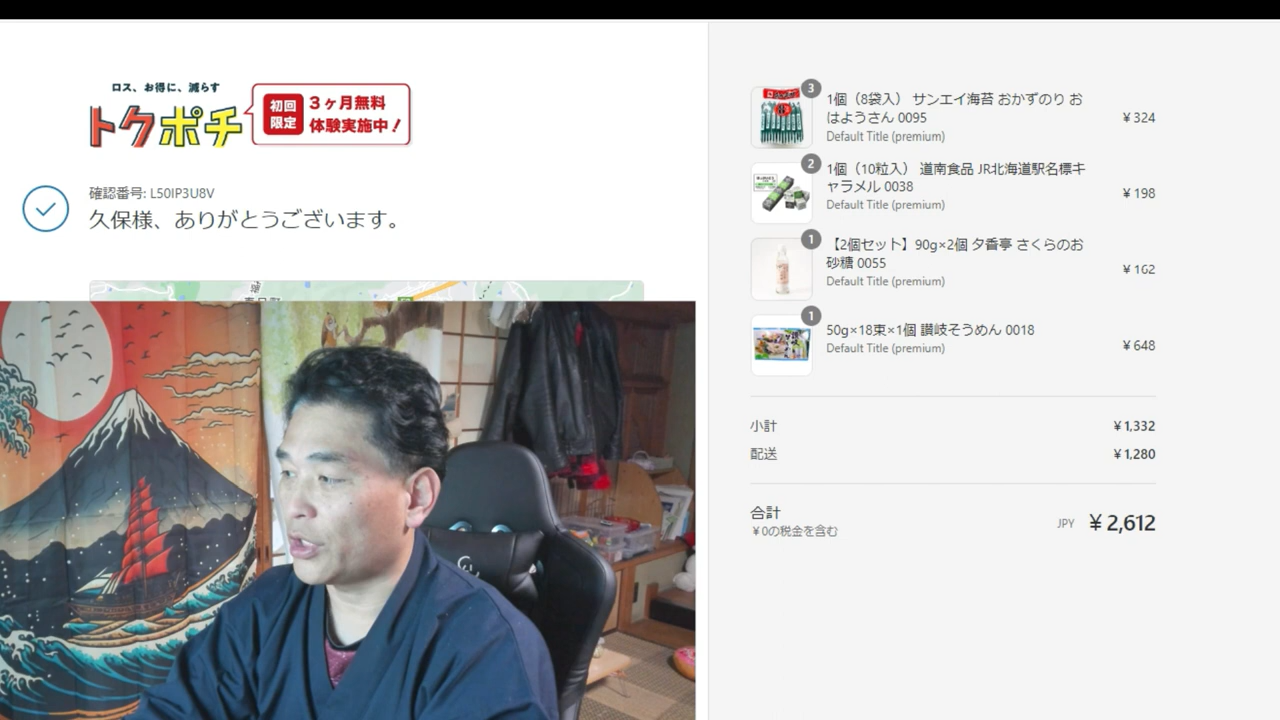 ロス、お得に、減らす
トクポチ
初回
限定
3ヶ月無料
体験実施中!
確認番号: L50IP3U8V
久保様、ありがとうございます。
3
1個（8袋入） サンエイ海苔 おかずのり お
はようさん 0095
Default Title (premium)
¥324
2
1個（10粒入） 道南食品 JR北海道駅名標キ
ャラメル 0038
Default Title (premium)
¥198
1
【2個セット】90g×2個 夕香亭 さくらのお
砂糖 0055
Default Title (premium)
¥162
1
50g×18束×1個 讃岐そうめん 0018
Default Title (premium)
¥648
小計
¥1,332
配送
¥1,280
合計
¥0の税金を含む
JPY ¥2,612